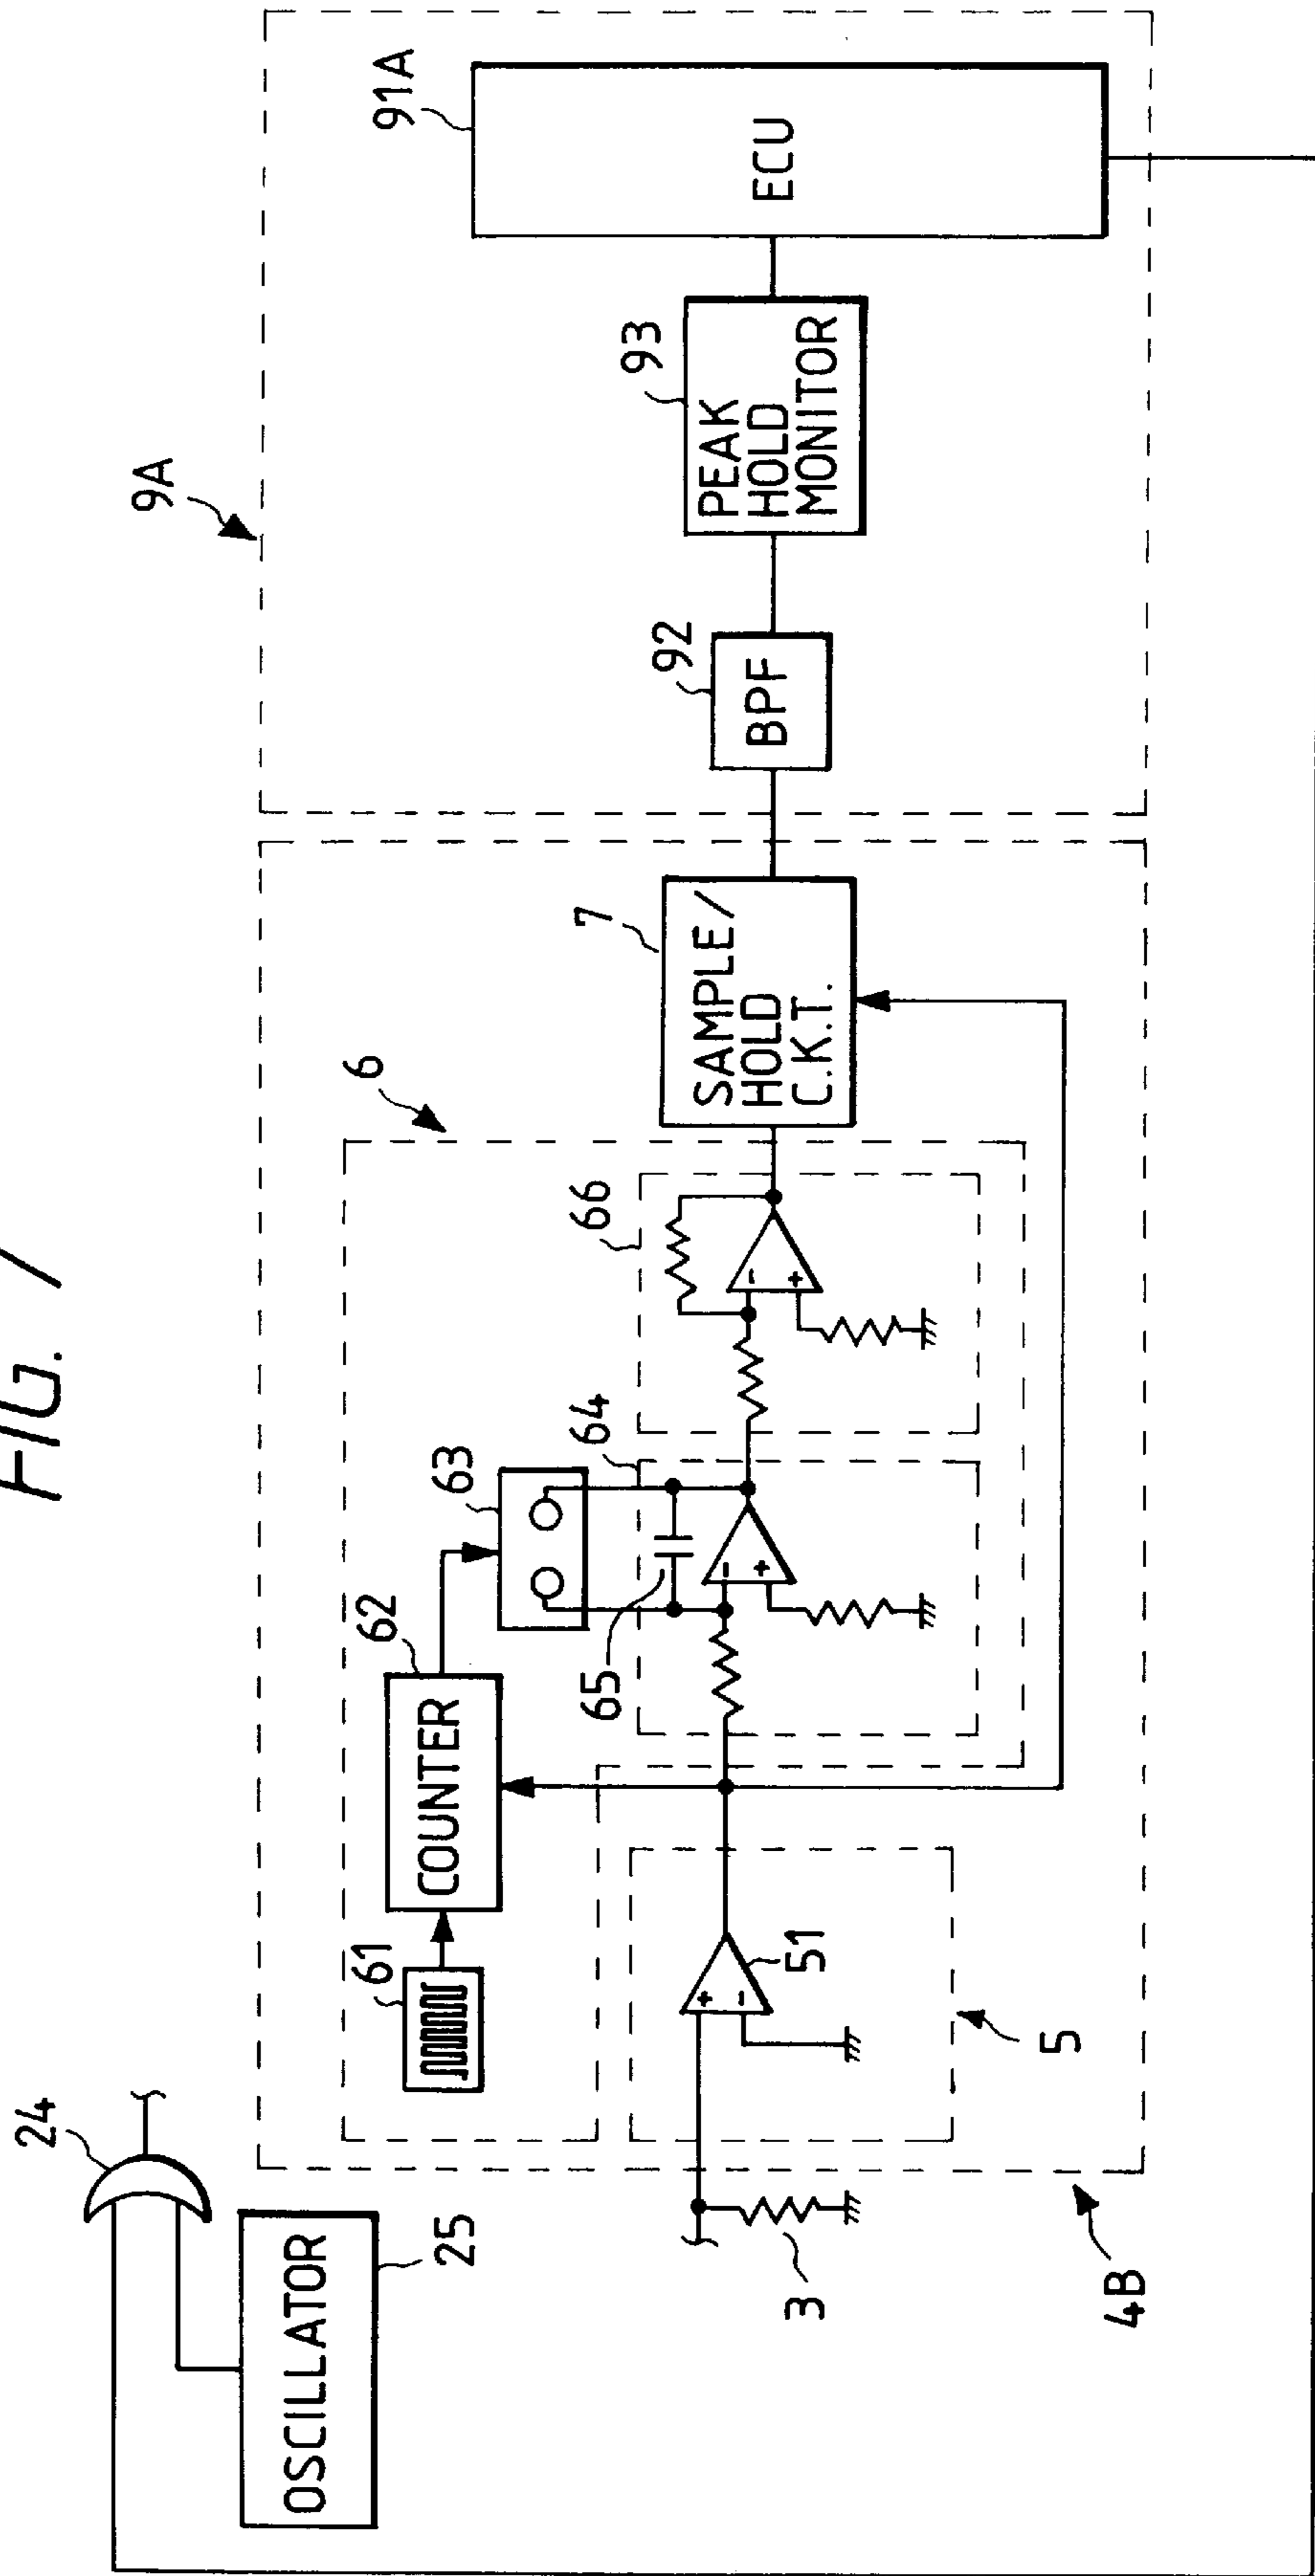 FIG.
24
OSCILLATOR
25
9A
91A
ECU
93
PEAK
HOLD
MONITOR
92
BPF
7
SAMPLE/
HOLD
C.K.T.
6
66
64
63
65
62
COUNTER
61
51
5
3
4B